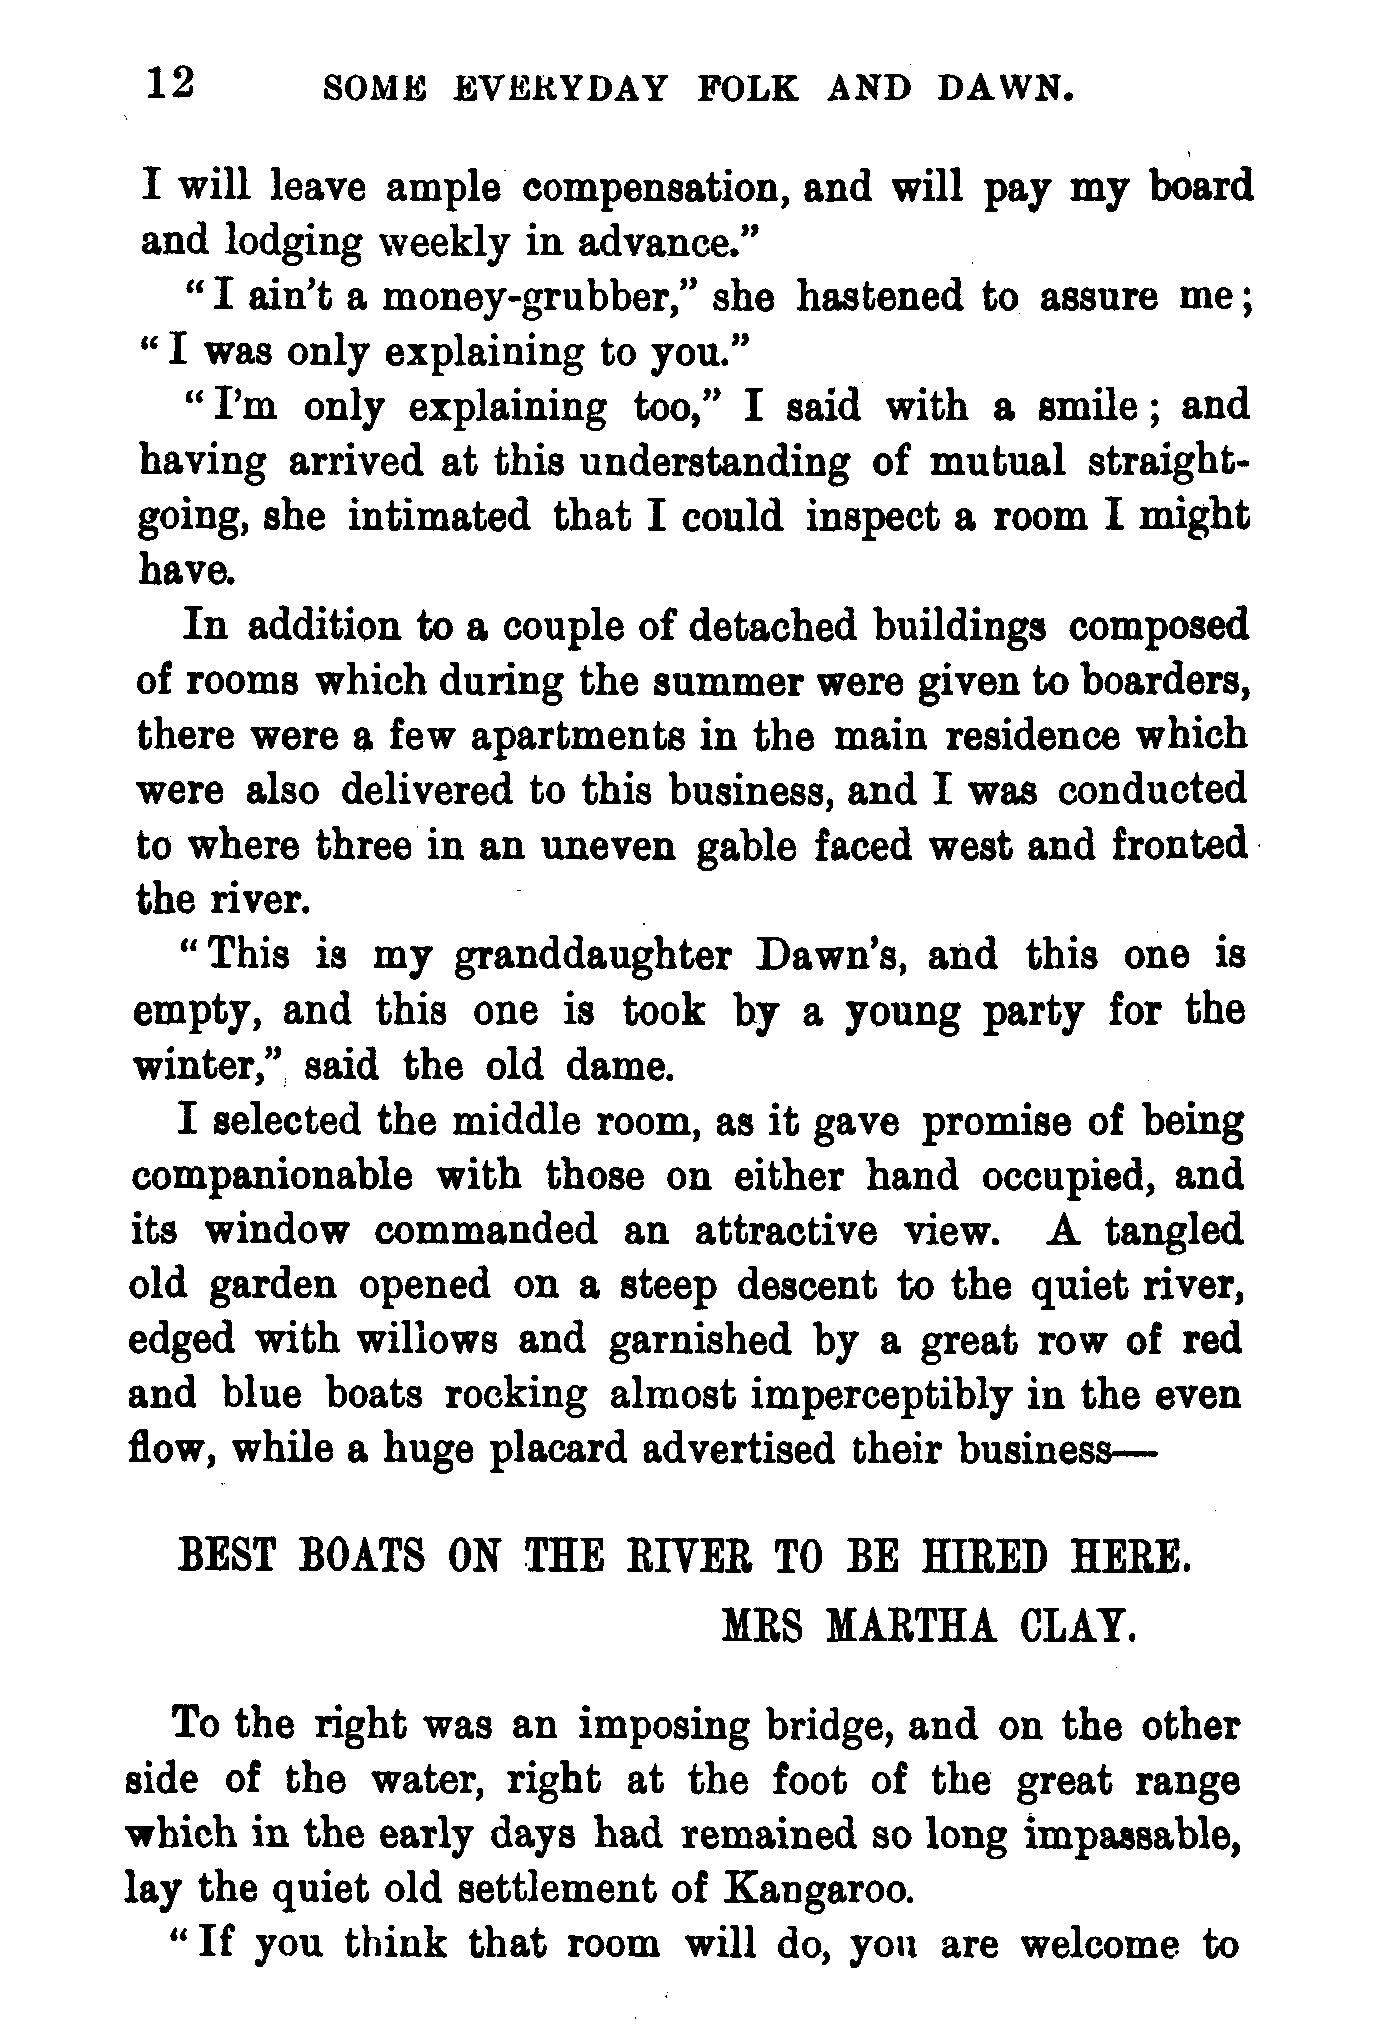 12 SOME EVERYDAY FOLK AND DAWN.
I will leave ample compensation, and will pay my board
and lodging weekly in advance.”
“I ain’t a money-grubber,” she hastened to assure me;
“I was only explaining to you.”
“I’m only explaining too,” I said with a smile; and
having arrived at this understanding of mutual straight-
going, she intimated that I could inspect a room I might
have.
In addition to a couple of detached buildings composed
of rooms which during the summer were given to boarders,
there were a few apartments in the main residence which
were also delivered to this business, and I was conducted
to where three in an uneven gable faced west and fronted
the river.
“This is my granddaughter Dawn’s, and this one is
empty, and this one is took by a young party for the
winter,” said the old dame.
I selected the middle room, as it gave promise of being
companionable with those on either hand occupied, and
its window commanded an attractive view. A tangled
old garden opened on a steep descent to the quiet river,
edged with willows and garnished by a great row of red
and blue boats rocking almost imperceptibly in the even
flow, while a huge placard advertised their business—
BEST BOATS ON THE RIVER TO BE HIRED HERE.
MRS MARTHA CLAY.
To the right was an imposing bridge, and on the other
side of the water, right at the foot of the great range
which in the early days had remained so long impassable,
lay the quiet old settlement of Kangaroo.
“If you think that room will do, you are welcome to